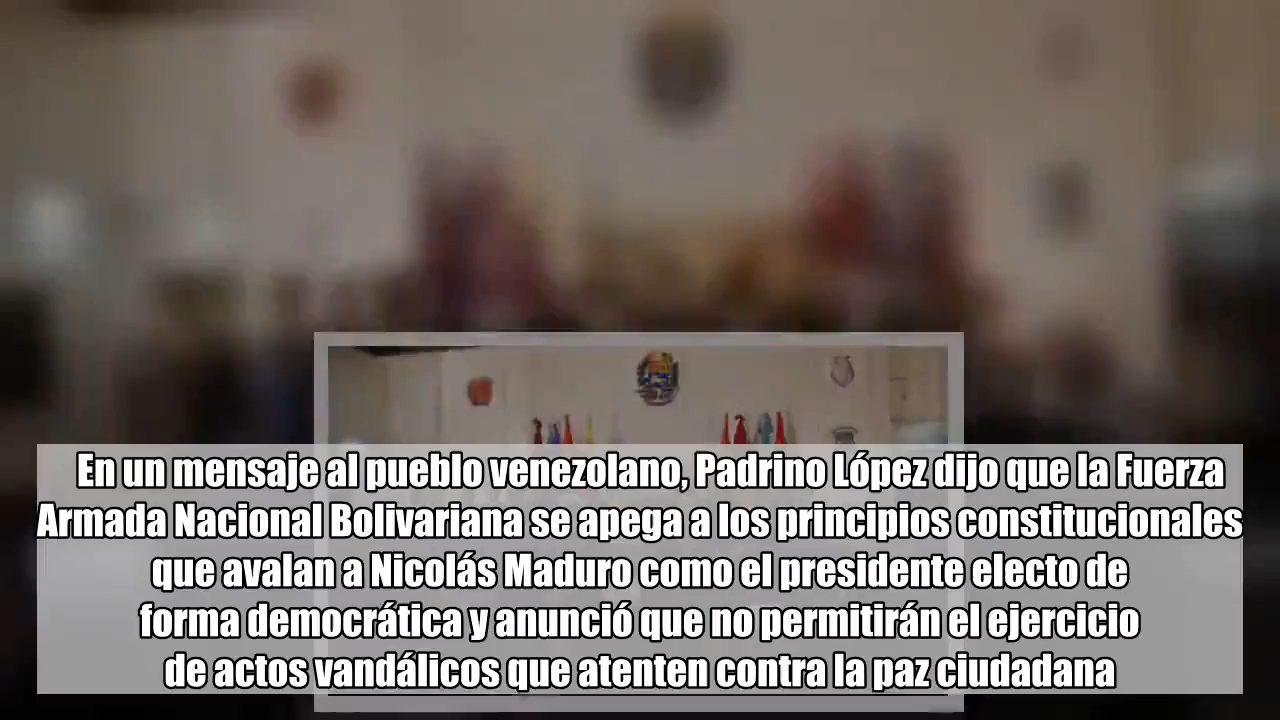 En un mensaje al pueblo venezolano, Padrino López dijo que la Fuerza
Armada Nacional Bolivariana se apega a los principios constitucionales
que avalan a Nicolás Maduro como el presidente electo de
forma democrática y anunció que no permitirán el ejercicio
de actos vandálicos que atenten contra la paz ciudadana